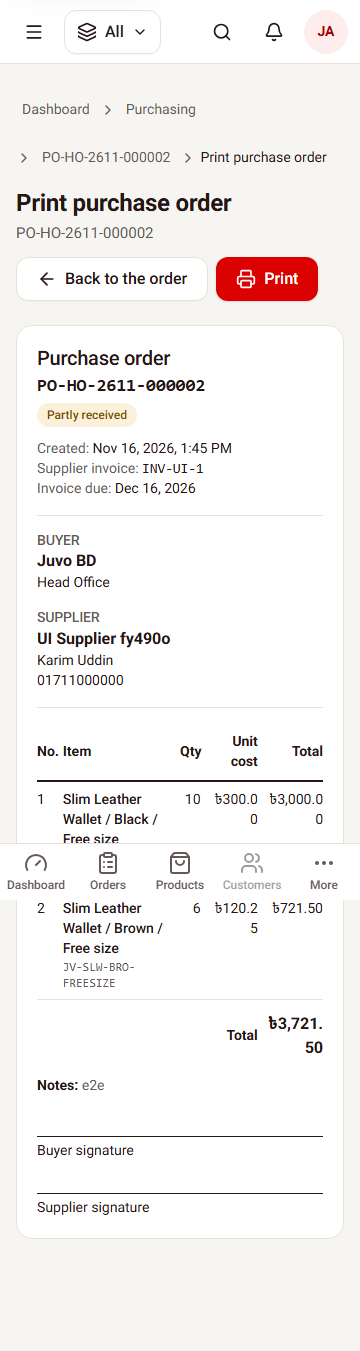 All
JA
Dashboard > Purchasing
> PO-HO-2611-000002 > Print purchase order
Print purchase order
PO-HO-2611-000002
Back to the order
Print
Purchase order
PO-HO-2611-000002
Partly received
Created: Nov 16, 2026, 1:45 PM
Supplier invoice: INV-UI-1
Invoice due: Dec 16, 2026
BUYER
Juvo BD
Head Office
SUPPLIER
UI Supplier fy490o
Karim Uddin
01711000000
No. Item Qty Unit cost Total
1 Slim Leather 10 ৳300.0 ৳3,000.0
Wallet / Black / 0 0
Free size
Dashboard Orders Products Customers More
2 Slim Leather 6 ৳120.2 ৳721.50
Wallet / Brown / 5
Free size
JV-SLW-BRO-
FREESIZE
Total ৳3,721.
50
Notes: e2e
Buyer signature
Supplier signature